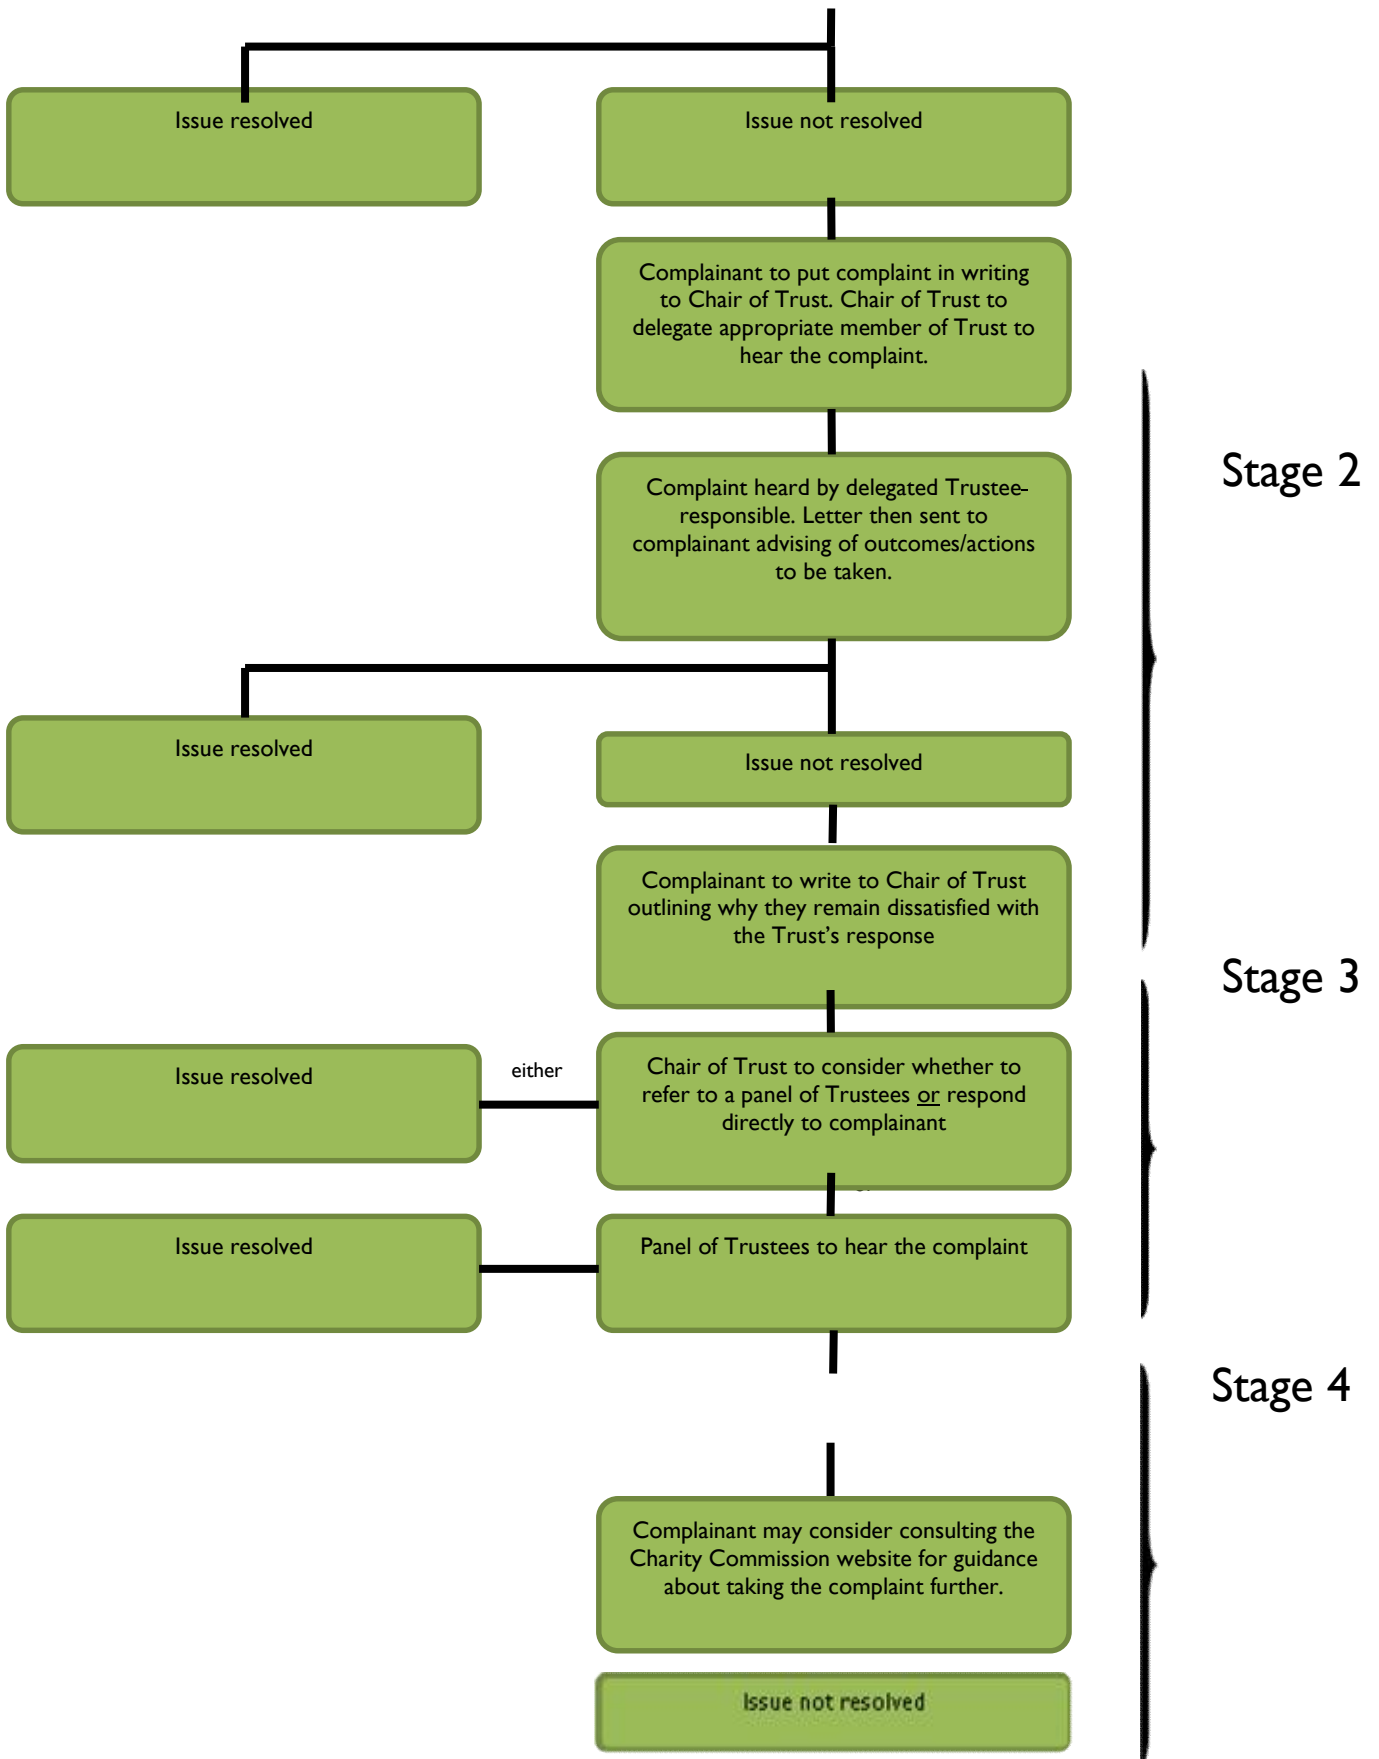 Issue resolved
Issue not resolved
Complainant to put complaint in writing
to Chair of Trust. Chair of Trust to
delegate appropriate member of Trust to
hear the complaint.
Stage 2
Complaint heard by delegated Trustee-
responsible. Letter then sent to
complainant advising of outcomes/actions
to be taken.
Issue resolved
Issue not resolved
Complainant to write to Chair of Trust
outlining why they remain dissatisfied with
the Trust’s response
Stage 3
Issue resolved
either
Chair of Trust to consider whether to
refer to a panel of Trustees or respond
directly to complainant
Issue resolved
Panel of Trustees to hear the complaint
Stage 4
Complainant may consider consulting the
Charity Commission website for guidance
about taking the complaint further.
Issue not resolved